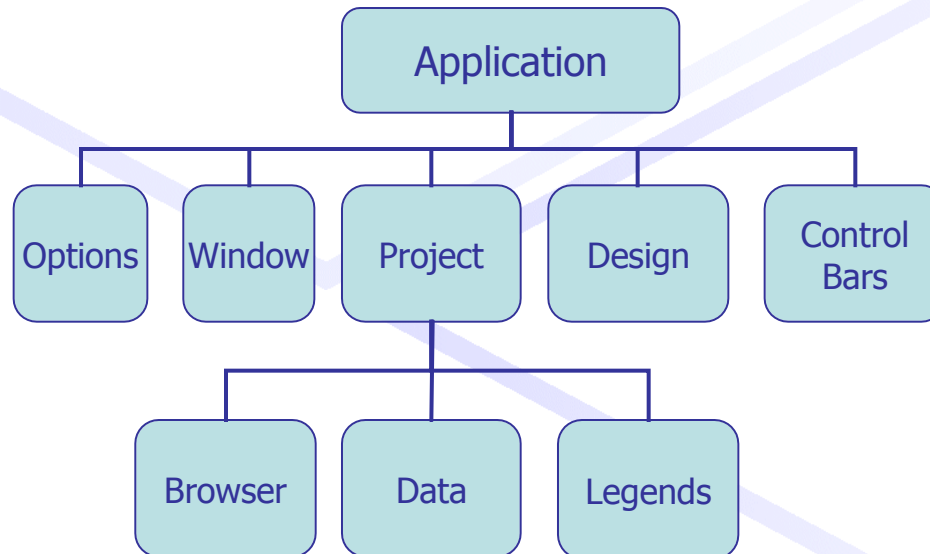 Application
Options
Window
Project
Design
Control
Bars
Browser
Data
Legends